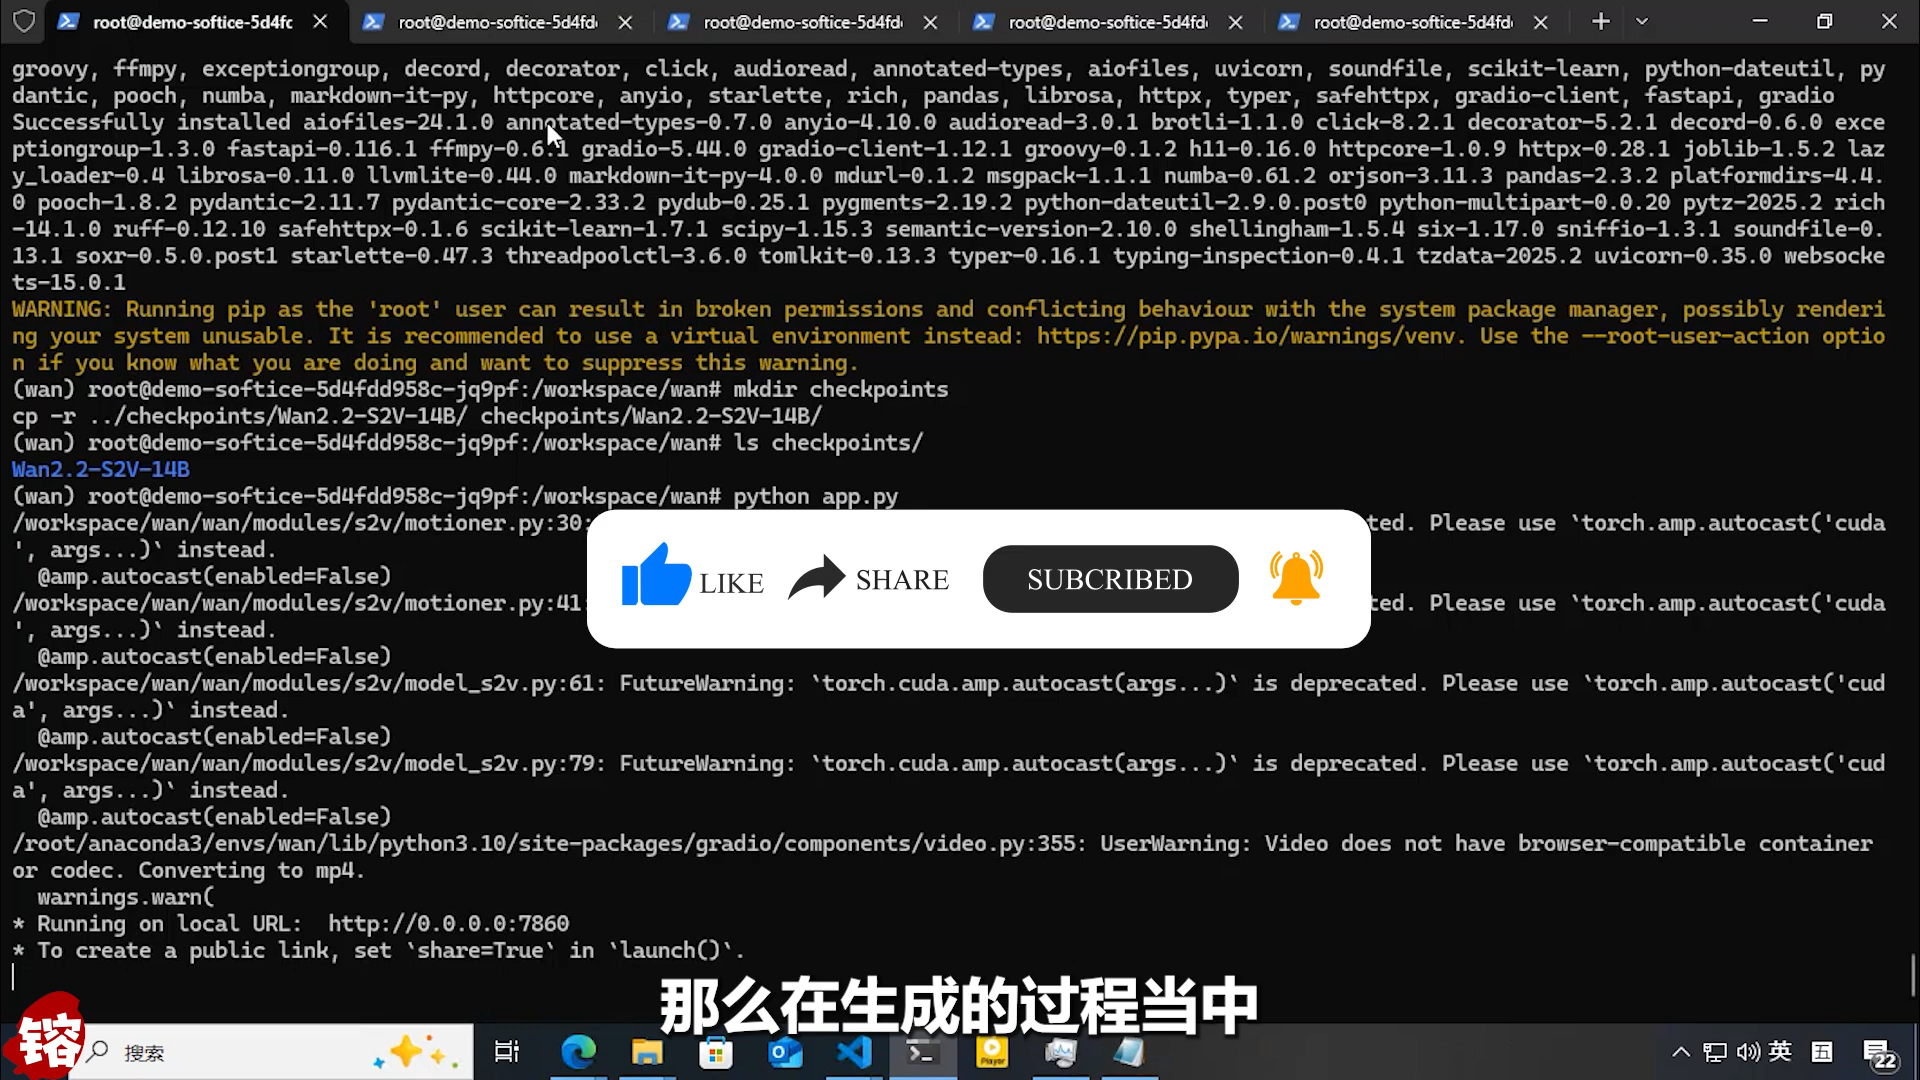 root@demo-softice-5d4fc
root@demo-softice-5d4fd
root@demo-softice-5d4fd
root@demo-softice-5d4fd
root@demo-softice-5d4fd
groovy, ffmpy, exceptiongroup, decord, decorator, click, audioread, annotated-types, aiofiles, uvicorn, soundfile, scikit-learn, python-dateutil, py
dantic, pooch, numba, markdown-it-py, httpcore, anyio, starlette, rich, pandas, librosa, httpx, typer, safehttpx, gradio-client, fastapi, gradio
Successfully installed aiofiles-24.1.0 annotated-types-0.7.0 anyio-4.10.0 audioread-3.0.1 brotli-1.1.0 click-8.2.1 decorator-5.2.1 decord-0.6.0 exce
ptiongroup-1.3.0 fastapi-0.116.1 ffmpy-0.6.1 gradio-5.44.0 gradio-client-1.12.1 groovy-0.1.2 h11-0.16.0 httpcore-1.0.9 httpx-0.28.1 joblib-1.5.2 laz
y_loader-0.4 librosa-0.11.0 llvmlite-0.44.0 markdown-it-py-4.0.0 mdurl-0.1.2 msgpack-1.1.1 numba-0.61.2 orjson-3.11.3 pandas-2.3.2 platformdirs-4.4.
0 pooch-1.8.2 pydantic-2.11.7 pydantic-core-2.33.2 pydub-0.25.1 pygments-2.19.2 python-dateutil-2.9.0.post0 python-multipart-0.0.20 pytz-2025.2 rich
-14.1.0 ruff-0.12.10 safehttpx-0.1.6 scikit-learn-1.7.1 scipy-1.15.3 semantic-version-2.10.0 shellingham-1.5.4 six-1.17.0 sniffio-1.3.1 soundfile-0.
13.1 soxr-0.5.0.post1 starlette-0.47.3 threadpoolctl-3.6.0 tomlkit-0.13.3 typer-0.16.1 typing-inspection-0.4.1 tzdata-2025.2 uvicorn-0.35.0 websocke
ts-15.0.1
WARNING: Running pip as the 'root' user can result in broken permissions and conflicting behaviour with the system package manager, possibly renderi
ng your system unusable. It is recommended to use a virtual environment instead: https://pip.pypa.io/warnings/venv. Use the --root-user-action optio
n if you know what you are doing and want to suppress this warning.
(wan) root@demo-softice-5d4fdd958c-jq9pf:/workspace/wan# mkdir checkpoints
cp -r ../checkpoints/Wan2.2-S2V-14B/ checkpoints/Wan2.2-S2V-14B/
(wan) root@demo-softice-5d4fdd958c-jq9pf:/workspace/wan# ls checkpoints/
Wan2.2-S2V-14B
(wan) root@demo-softice-5d4fdd958c-jq9pf:/workspace/wan# python app.py
/workspace/wan/wan/modules/s2v/motioner.py:30: ted. Please use `torch.amp.autocast('cuda
', args...)` instead.
@amp.autocast(enabled=False)
/workspace/wan/wan/modules/s2v/motioner.py:41: ted. Please use `torch.amp.autocast('cuda
', args...)` instead.
@amp.autocast(enabled=False)
LIKE SHARE SUBCRIBED
/workspace/wan/wan/modules/s2v/model_s2v.py:61: FutureWarning: `torch.cuda.amp.autocast(args...)` is deprecated. Please use `torch.amp.autocast('cud
a', args...)` instead.
@amp.autocast(enabled=False)
/workspace/wan/wan/modules/s2v/model_s2v.py:79: FutureWarning: `torch.cuda.amp.autocast(args...)` is deprecated. Please use `torch.amp.autocast('cud
a', args...)` instead.
@amp.autocast(enabled=False)
/root/anaconda3/envs/wan/lib/python3.10/site-packages/gradio/components/video.py:355: UserWarning: Video does not have browser-compatible container
or codec. Converting to mp4.
warnings.warn(
* Running on local URL:  http://0.0.0.0:7860
* To create a public link, set `share=True` in `launch()`.
那么在生成的过程当中
镕
搜索
Player
英
五
22